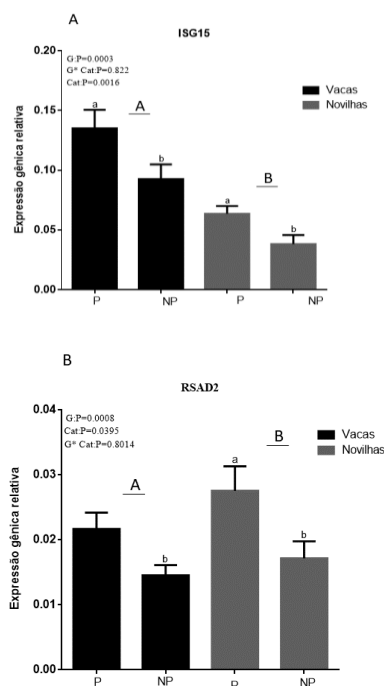 A
ISG15
G:P=0.0003
G* Cat:P=0.822
Cat:P=0.0016
Vacas
Novilhas
Expressão gênica relativa
0.20
0.15
0.10
0.05
0.00
a
A
b
a
B
b
P
NP
P
NP
B
RSAD2
G:P=0.0008
Cat:P=0.0395
G* Cat:P=0.8014
Vacas
Novilhas
Expressão gênica relativa
0.04
0.03
0.02
0.01
0.00
A
b
a
B
b
P
NP
P
NP